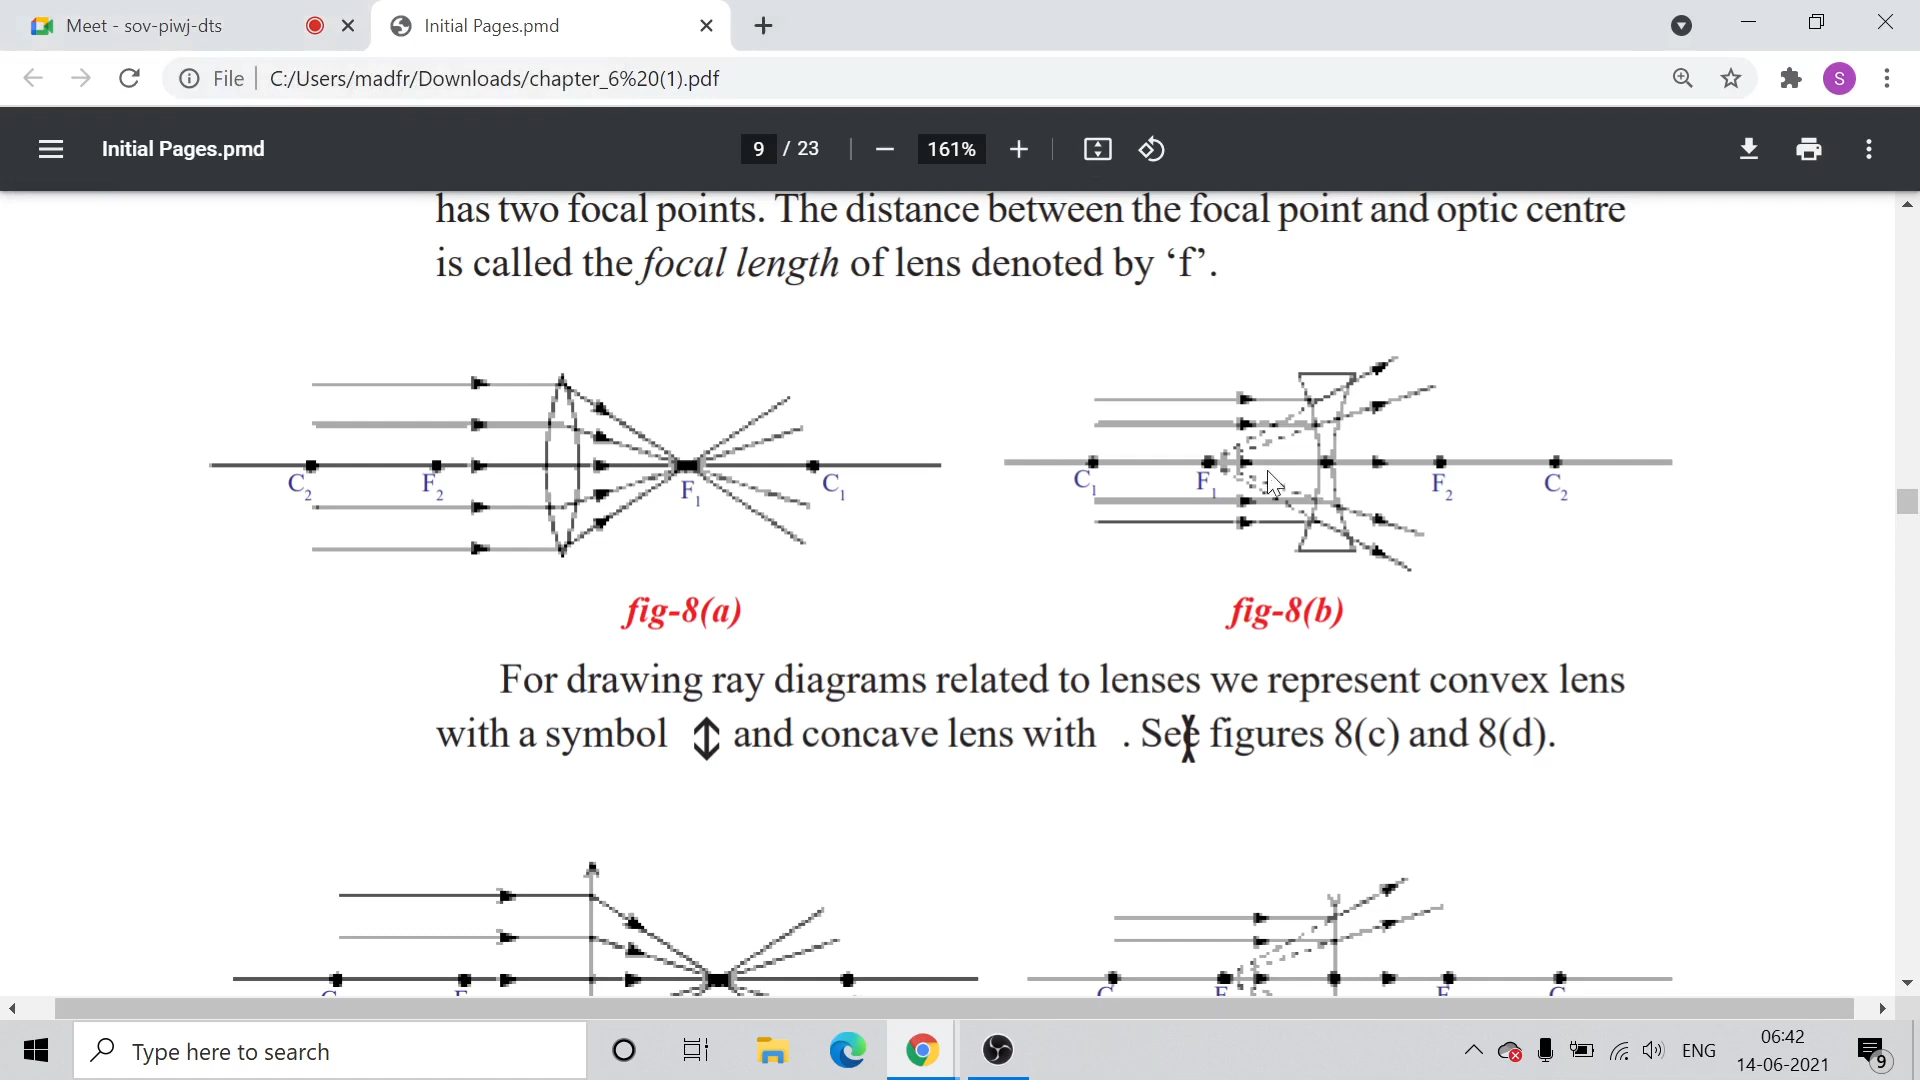 Meet - sov-piwj-dts
Initial Pages.pmd
File
C:/Users/madfr/Downloads/chapter_6%20(1).pdf
S
Initial Pages.pmd
9 / 23
161%
has two focal points. The distance between the focal point and optic centre
is called the focal length of lens denoted by ‘f’.
C2 F2 F1 C1
C1 F1 F2 C2
fig-8(a)
fig-8(b)
For drawing ray diagrams related to lenses we represent convex lens
with a symbol and concave lens with . See figures 8(c) and 8(d).
Type here to search
ENG
06:42
14-06-2021
9